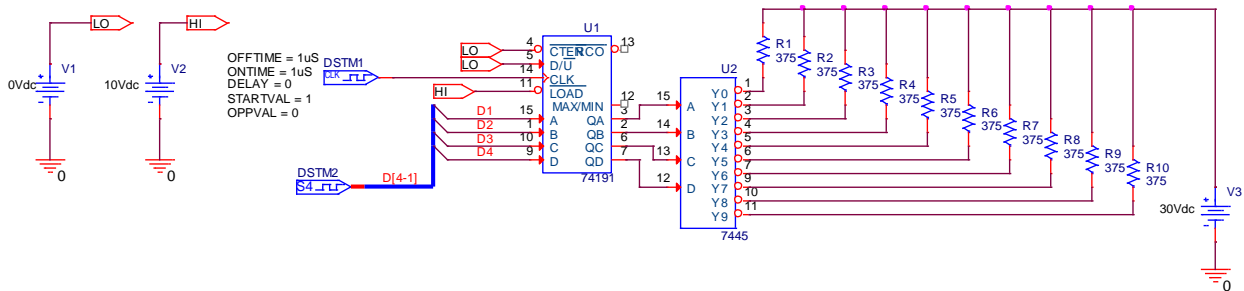 LO
HI
V1
0Vdc
0
V2
10Vdc
0
OFFTIME = 1uS
ONTIME = 1uS
DELAY = 0
STARTVAL = 1
OPPVAL = 0
DSTM1
CLK
DSTM2
S4
D[4-1]
LO
LO
HI
D1
D2
D3
D4
U1
4
5
14
11
15
1
10
9
CTEN
RCO
D/U
CLK
LOAD
MAX/MIN
A
B
C
D
QA
QB
QC
QD
13
12
3
2
6
7
74191
U2
15
14
13
12
A
B
C
D
Y0
Y1
Y2
Y3
Y4
Y5
Y6
Y7
Y8
Y9
1
2
3
4
5
6
7
9
10
11
7445
R1
375
R2
375
R3
375
R4
375
R5
375
R6
375
R7
375
R8
375
R9
375
R10
375
V3
30Vdc
0